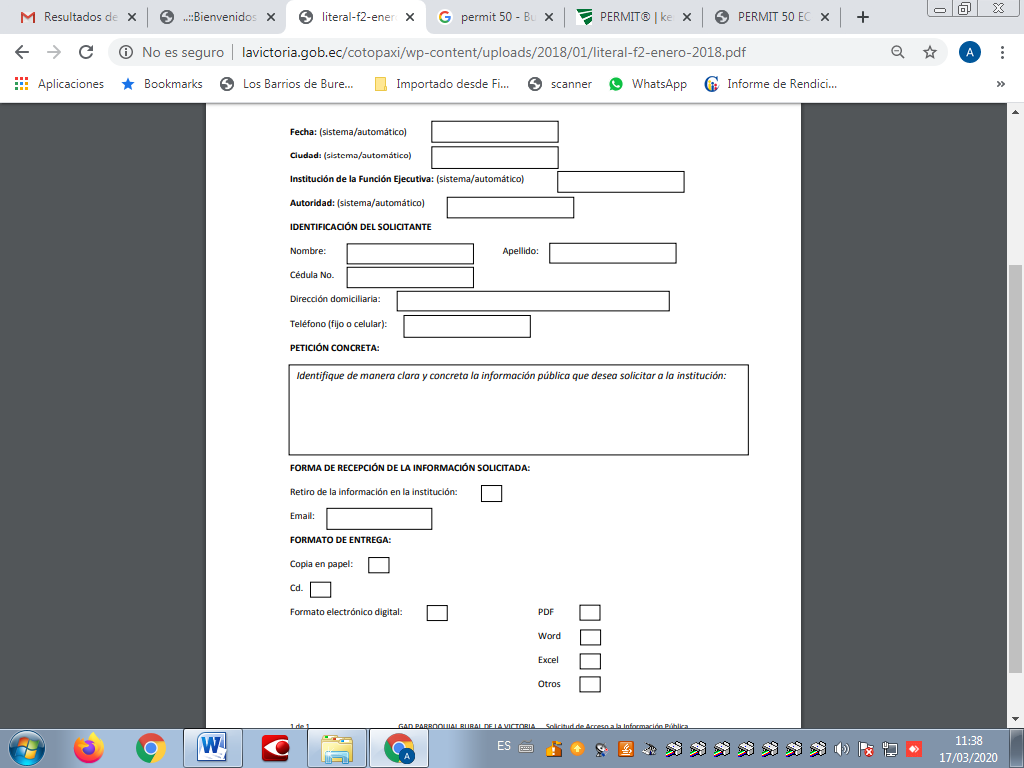 Resultados de
..::Bienvenidos
literal-f2-ener
permit 50 - Bu
PERMIT® | ke
PERMIT 50 EC
No es seguro | lavictoria.gob.ec/cotopaxi/wp-content/uploads/2018/01/literal-f2-enero-2018.pdf
A
Aplicaciones
Bookmarks
Los Barrios de Bure...
Importado desde Fi...
scanner
WhatsApp
Informe de Rendici...
»
Fecha: (sistema/automático)
Ciudad: (sistema/automático)
Institución de la Función Ejecutiva: (sistema/automático)
Autoridad: (sistema/automático)
IDENTIFICACIÓN DEL SOLICITANTE
Nombre: Apellido:
Cédula No.
Dirección domiciliaria:
Teléfono (fijo o celular):
PETICIÓN CONCRETA:
Identifique de manera clara y concreta la información pública que desea solicitar a la institución:
FORMA DE RECEPCIÓN DE LA INFORMACIÓN SOLICITADA:
Retiro de la información en la institución:
Email:
FORMATO DE ENTREGA:
Copia en papel:
Cd.
Formato electrónico digital: PDF
Word
Excel
Otros
1 de 1 GAD PARROQUIAL RURAL DE LA VICTORIA Solicitud de Acceso a la Información Pública
ES
11:38
17/03/2020